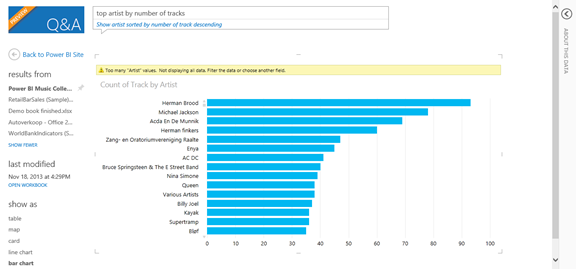 PREVIEW
Q&A
top artist by number of tracks
Show artist sorted by number of track descending
ABOUT THIS DATA
Back to Power BI Site
results from
Power BI Music Colle...
RetailBarSales (Sample)...
Demo book finished.xlsx
Autoverkoop - Office 2...
WorldBankIndicators (S...
SHOW FEWER
last modified
Nov 18, 2013 at 4:29PM
OPEN WORKBOOK
show as
table
map
card
line chart
bar chart
Too many "Artist" values. Not displaying all data. Filter the data or choose another field.
Count of Track by Artist
Herman Brood
Michael Jackson
Acda En De Munnik
Herman finkers
Zang- en Oratoriumvereniging Raalte
Enya
AC DC
Bruce Springsteen & The E Street Band
Nina Simone
Queen
Various Artists
Billy Joel
Kayak
Supertramp
Bløf
0 10 20 30 40 50 60 70 80 90 100